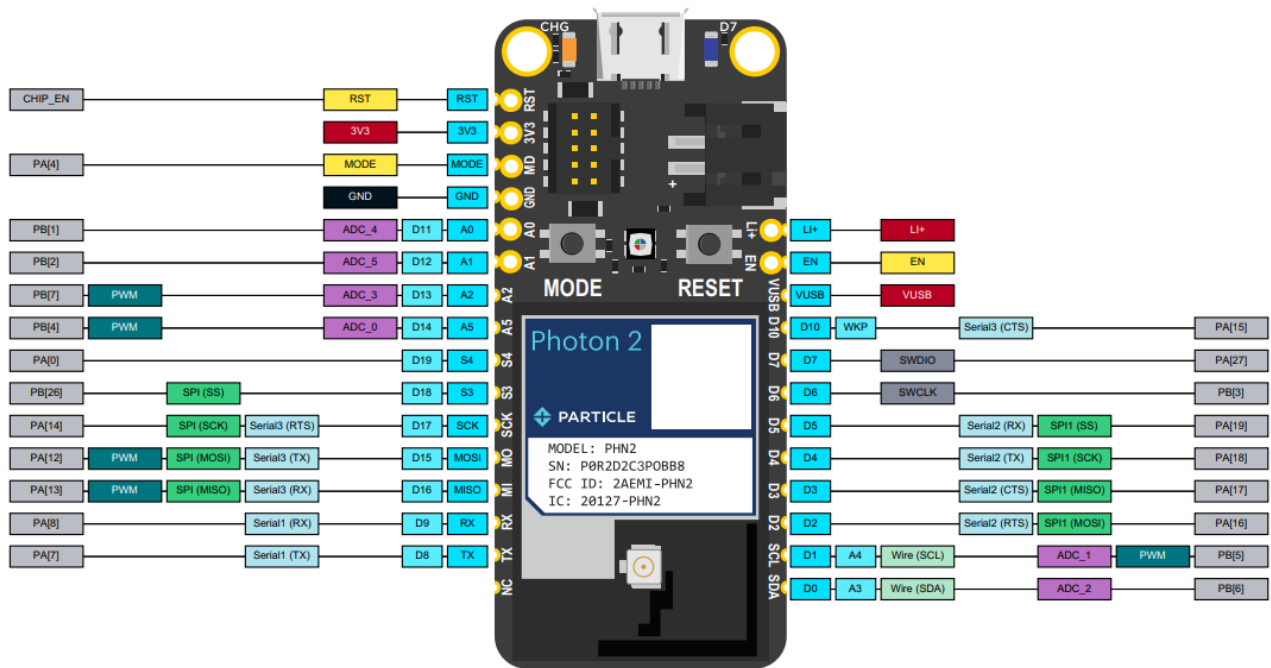 CHG D7
CHIP_EN RST RST RST
3V3 3V3 3V3
PA[4] MODE MODE MD
GND GND GND
PB[1] ADC_4 D11 A0 A0 Li+ LI+ LI+
PB[2] ADC_5 D12 A1 A1 EN EN EN
MODE RESET
PB[7] PWM ADC_3 D13 A2 A2 VUSB VUSB VUSB
PB[4] PWM ADC_0 D14 A5 A5 D10 D10 WKP Serial3 (CTS) PA[15]
Photon 2
PA[0] D19 S4 S4 D7 D7 SWDIO PA[27]
PB[26] SPI (SS) D18 S3 S3 D6 D6 SWCLK PB[3]
PARTICLE
PA[14] SPI (SCK) Serial3 (RTS) D17 SCK SCK D5 D5 Serial2 (RX) SPI1 (SS) PA[19]
MODEL: PHN2
PA[12] PWM SPI (MOSI) Serial3 (TX) D15 MOSI MO D4 D4 Serial2 (TX) SPI1 (SCK) PA[18]
SN: P0R2D2C3POBB8
FCC ID: 2AEMI-PHN2
PA[13] PWM SPI (MISO) Serial3 (RX) D16 MISO MI D3 D3 Serial2 (CTS) SPI1 (MISO) PA[17]
IC: 20127-PHN2
PA[8] Serial1 (RX) D9 RX RX D2 D2 Serial2 (RTS) SPI1 (MOSI) PA[16]
PA[7] Serial1 (TX) D8 TX TX SCL D1 A4 Wire (SCL) ADC_1 PWM PB[5]
NC SDA D0 A3 Wire (SDA) ADC_2 PB[6]
+